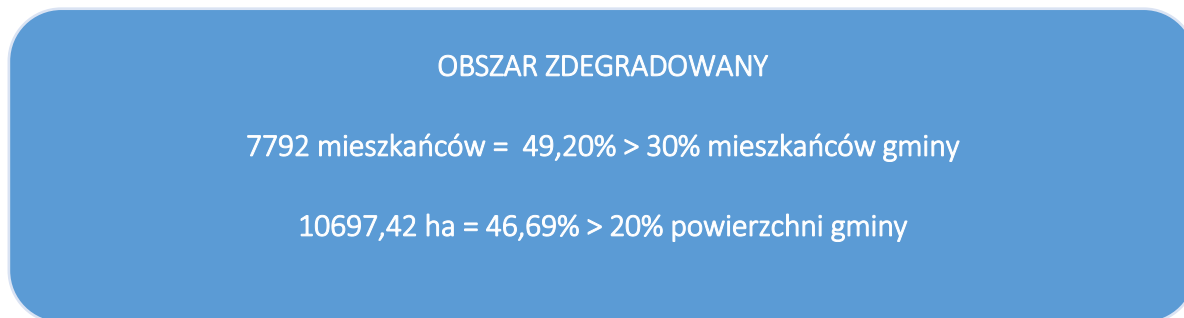 OBSZAR ZDEGRADOWANY
7792 mieszkańców = 49,20% > 30% mieszkańców gminy
10697,42 ha = 46,69% > 20% powierzchni gminy